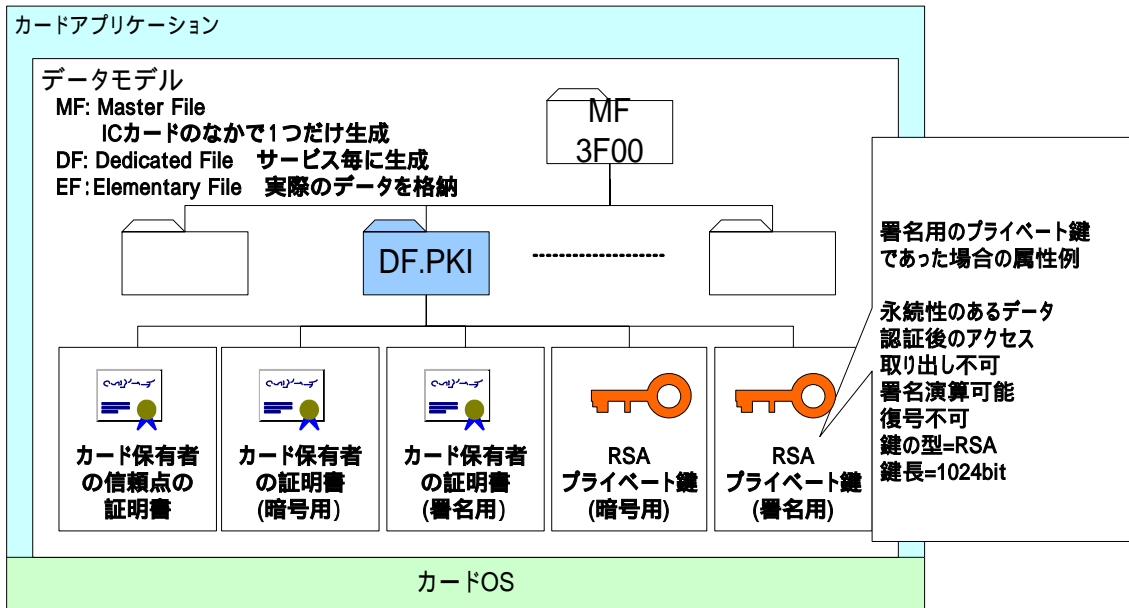 カードアプリケーション
データモデル
MF: Master File
ICカードのなかで1つだけ生成
DF: Dedicated File サービス毎に生成
EF:Elementary File 実際のデータを格納
MF
3F00
DF.PKI
署名用のプライベート鍵
であった場合の属性例
永続性のあるデータ
認証後のアクセス
取り出し不可
署名演算可能
復号不可
鍵の型=RSA
鍵長=1024bit
カード保有者
の信頼点の
証明書
カード保有者
の証明書
(暗号用)
カード保有者
の証明書
(署名用)
RSA
プライベート鍵
(暗号用)
RSA
プライベート鍵
(署名用)
カードOS